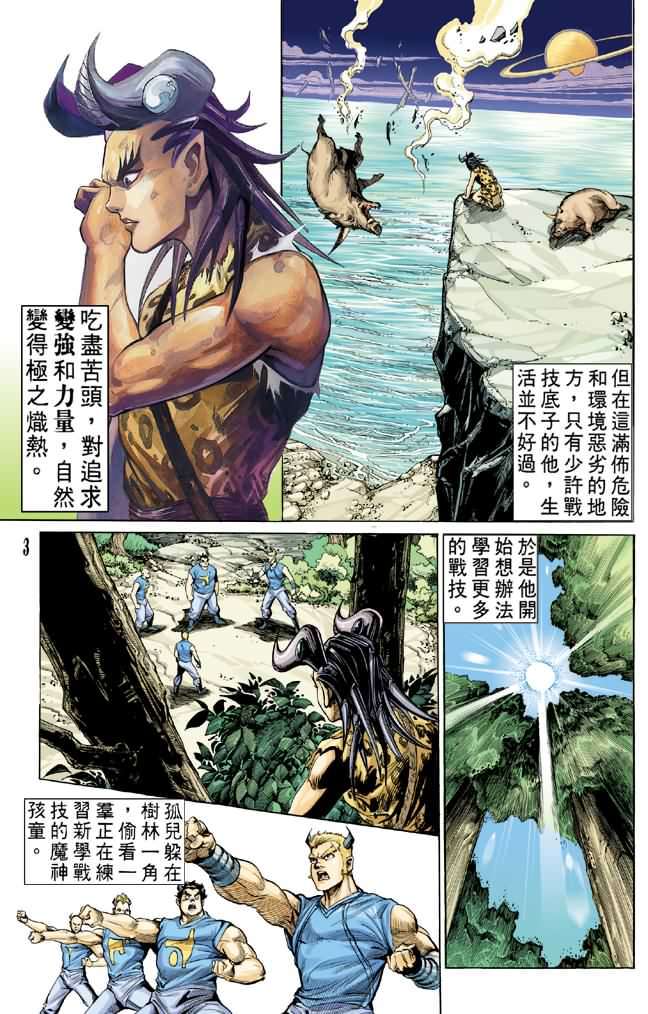 但在這滿佈危險
和環境惡劣的地
方，只有少許戰
技底子的他，生
活並不好過。
吃盡苦頭，對追求
變強和力量，自然
變得極之熾熱。
於是他開
始想辦法
學習更多
的戰技。
孤兒躲在
樹林一角
，偷看一
羣正在練
習新學戰
技的魔神
孩童。
3